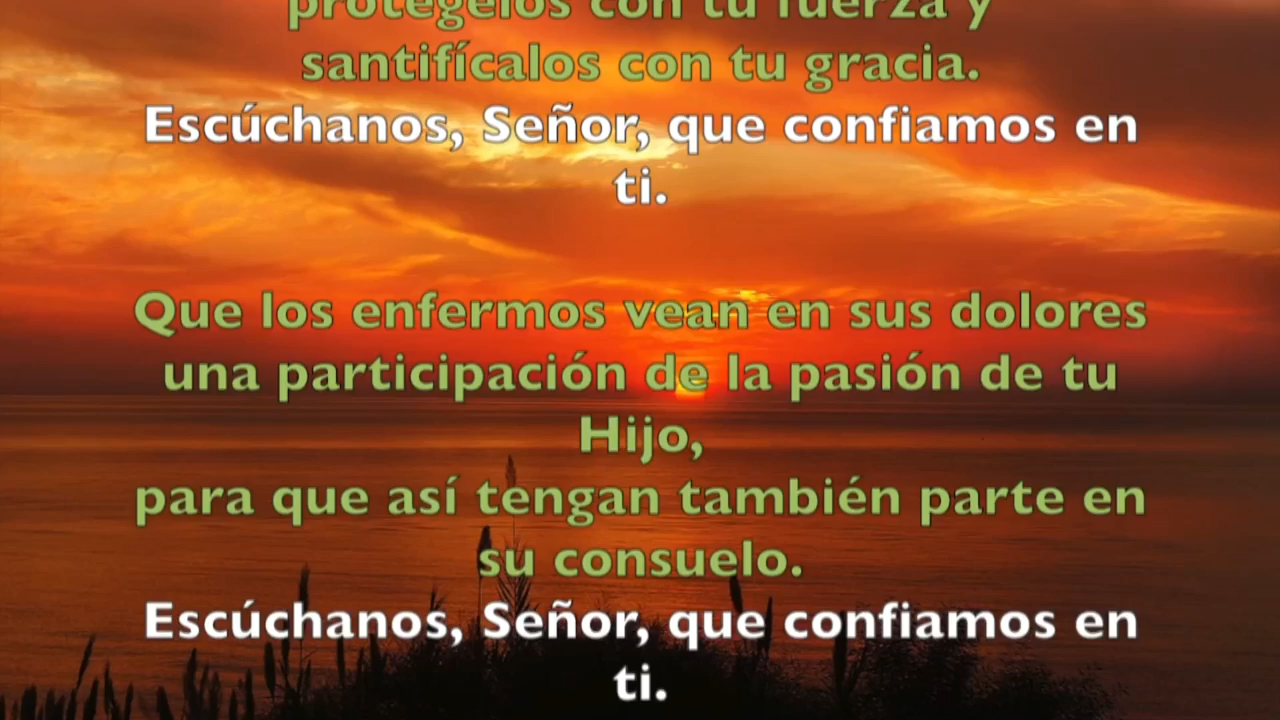 protégelos con tu fuerza y
santifícalos con tu gracia.
Escúchanos, Señor, que confiamos en
ti.
Que los enfermos vean en sus dolores
una participación de la pasión de tu
Hijo,
para que así tengan también parte en
su consuelo.
Escúchanos, Señor, que confiamos en
ti.